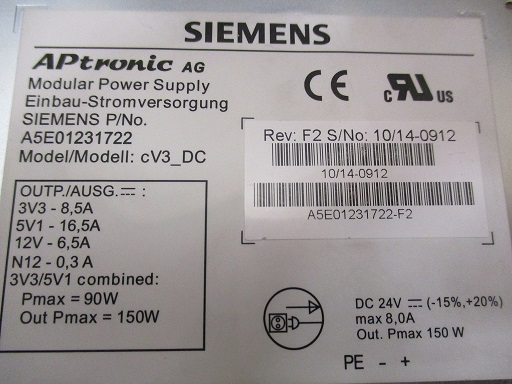 SIEMENS
APtronic AG
Modular Power Supply
Einbau-Stromversorgung
SIEMENS P/No.
A5E01231722
Model/Modell: cV3_DC
CE
c RU US
Rev: F2 S/No: 10/14-0912
10/14-0912
A5E01231722-F2
OUTP./AUSG. ⎓ :
3V3 - 8,5A
5V1 - 16,5A
12V - 6,5A
N12 - 0,3 A
3V3/5V1 combined:
Pmax = 90W
Out Pmax = 150W
DC 24V ⎓ (-15%,+20%)
max 8,0A
Out. Pmax 150 W
PE - +